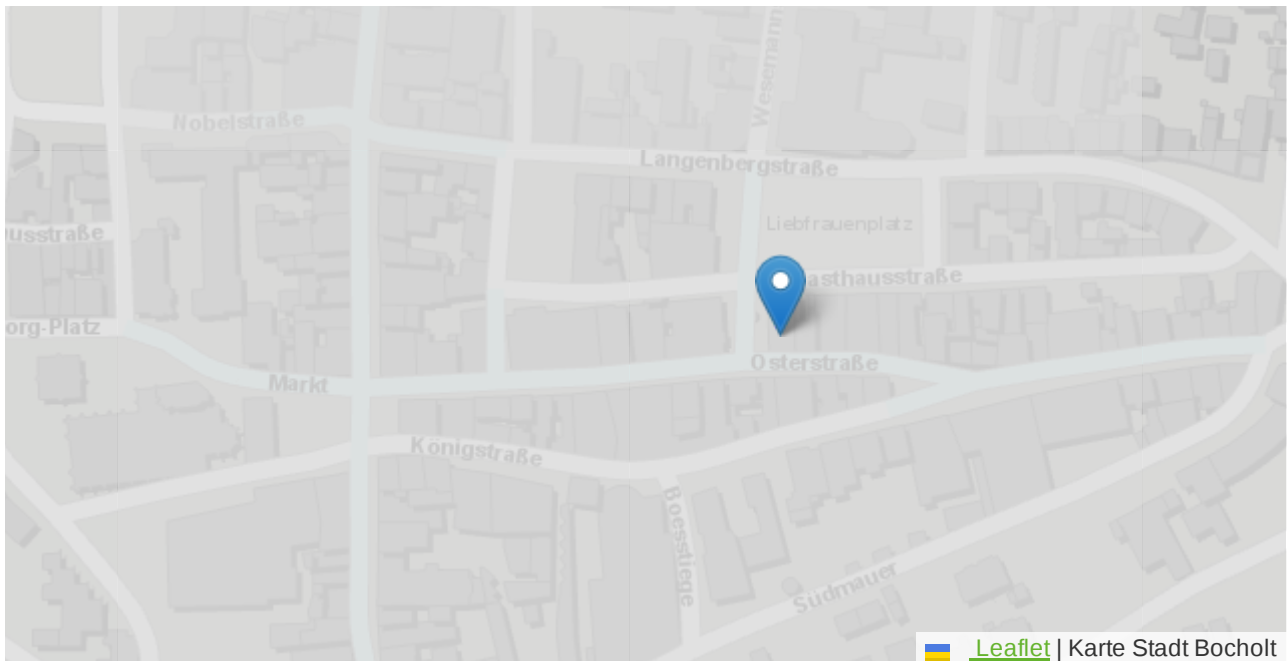 Wesemann
Nobelstraße
Langenbergstraße
Liebfrauenplatz
usstraße
asthausstraße
org-Platz
Osterstraße
Markt
Königstraße
Boesstiege
Südmauer
Leaflet | Karte Stadt Bocholt